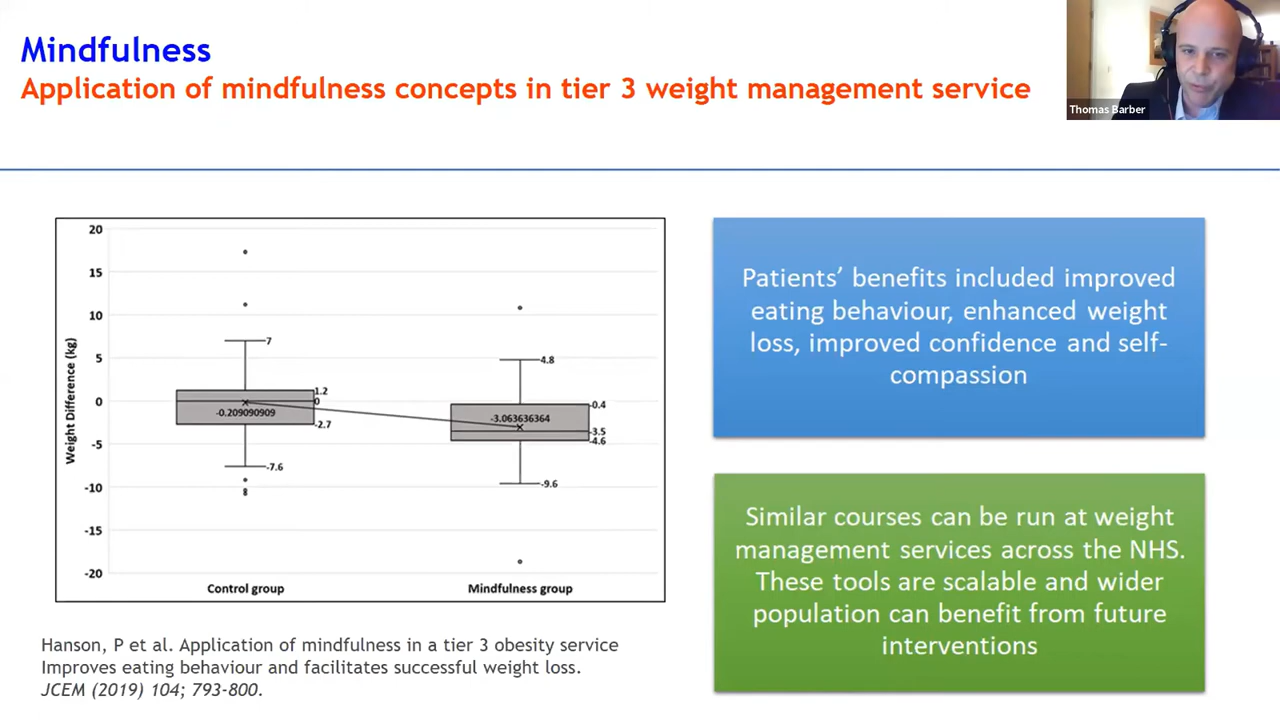 Mindfulness
Application of mindfulness concepts in tier 3 weight management service
Thomas Barber
20
15
10
5
0
-5
-10
-15
-20
Weight Difference (kg)
7
1.2
0
-0.209090909
-2.7
-7.6
4.8
-0.4
-3.063636364
-3.5
-4.6
-9.6
Control group
Mindfulness group
Patients’ benefits included improved
eating behaviour, enhanced weight
loss, improved confidence and self-
compassion
Similar courses can be run at weight
management services across the NHS.
These tools are scalable and wider
population can benefit from future
interventions
Hanson, P et al. Application of mindfulness in a tier 3 obesity service
Improves eating behaviour and facilitates successful weight loss.
JCEM (2019) 104; 793-800.